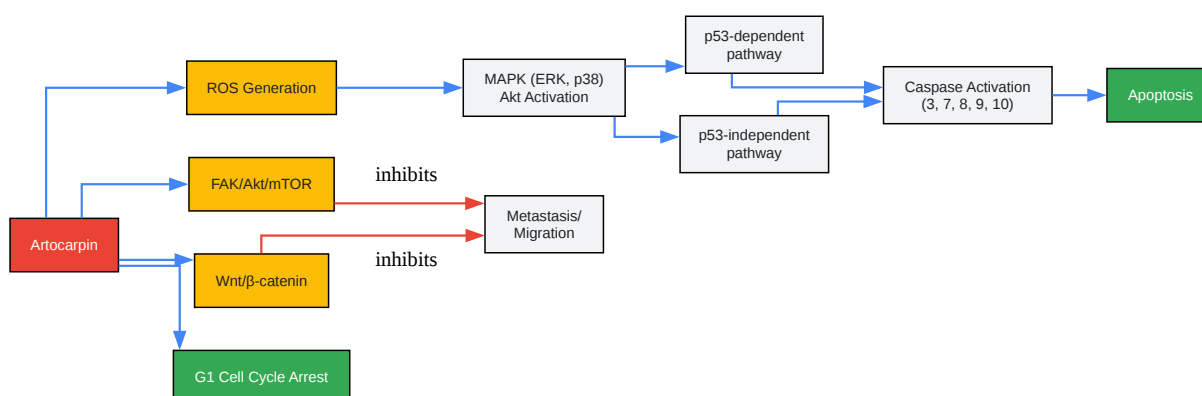 p53-dependent
pathway
ROS Generation
MAPK (ERK, p38)
Akt Activation
Caspase Activation
(3, 7, 8, 9, 10)
Apoptosis
p53-independent
pathway
FAK/Akt/mTOR
inhibits
Metastasis/
Migration
Artocarpin
inhibits
Wnt/β-catenin
G1 Cell Cycle Arrest